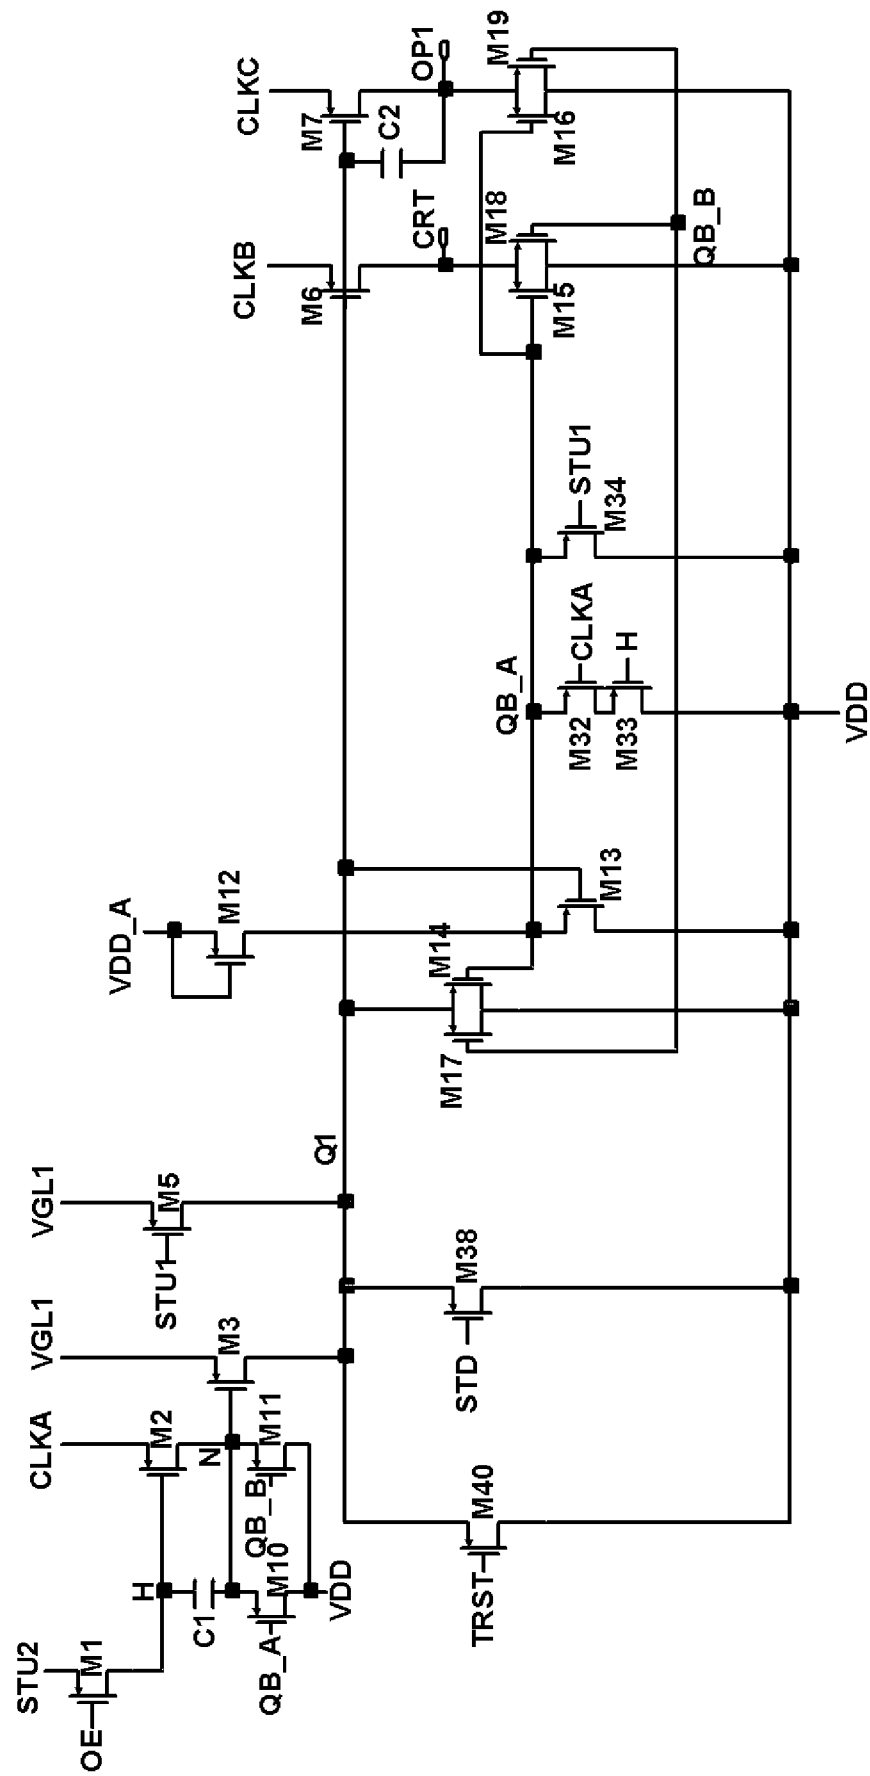 STU2
OE
M1
H
C1
CLKA
M2
N
QB_A
M10
QB_B
M11
VDD
VGL1
M3
VGL1
STU1
M5
Q1
TRST
M40
STD
M38
VDD_A
M12
M17
M14
M13
QB_A
M32
CLKA
M33
H
STU1
M34
VDD
CLKB
M6
CRT
M15
M18
QB_B
CLKC
M7
C2
OP1
M16
M19